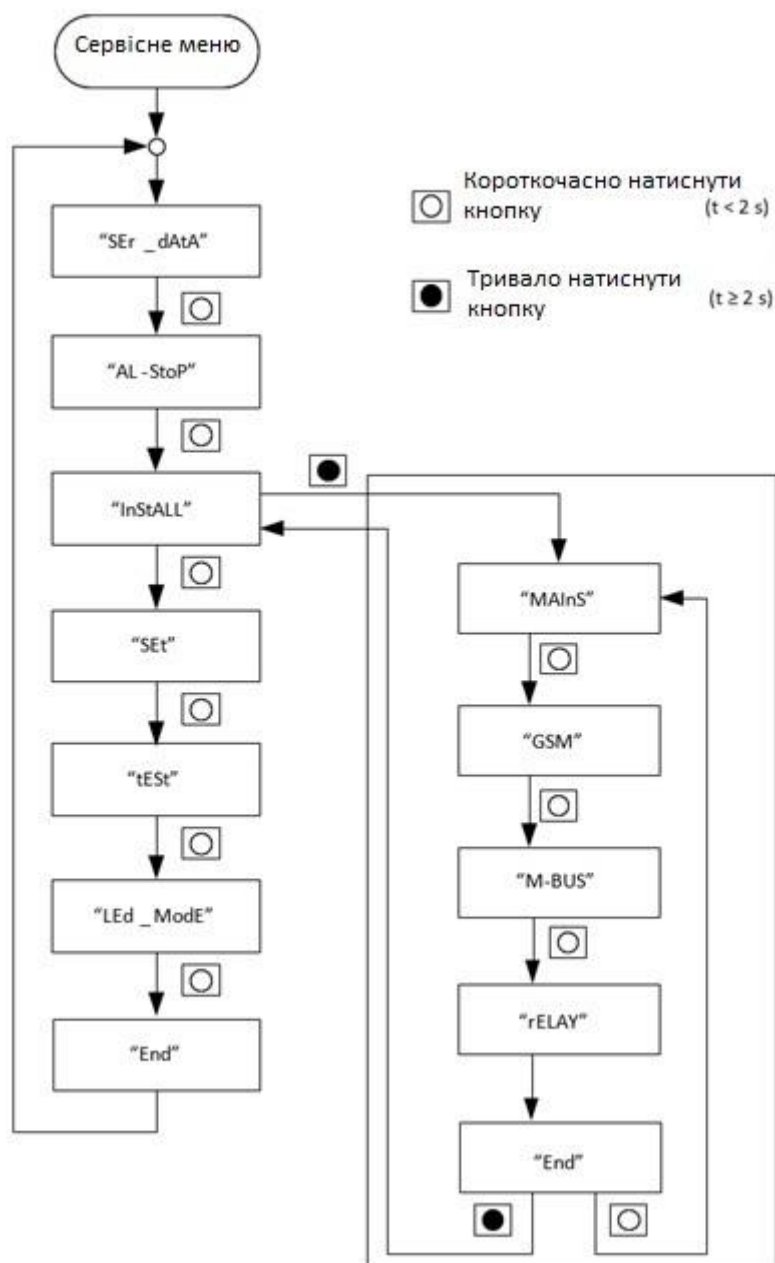 Сервісне меню
“SEr _dAtA”
“AL-StoP”
“InStALL”
“SEt”
“tESt”
“LEd _ModE”
“End”
Короткочасно натиснути
кнопку (t < 2 s)
Тривало натиснути
кнопку (t ≥ 2 s)
“MAInS”
“GSM”
“M-BUS”
“rELAY”
“End”